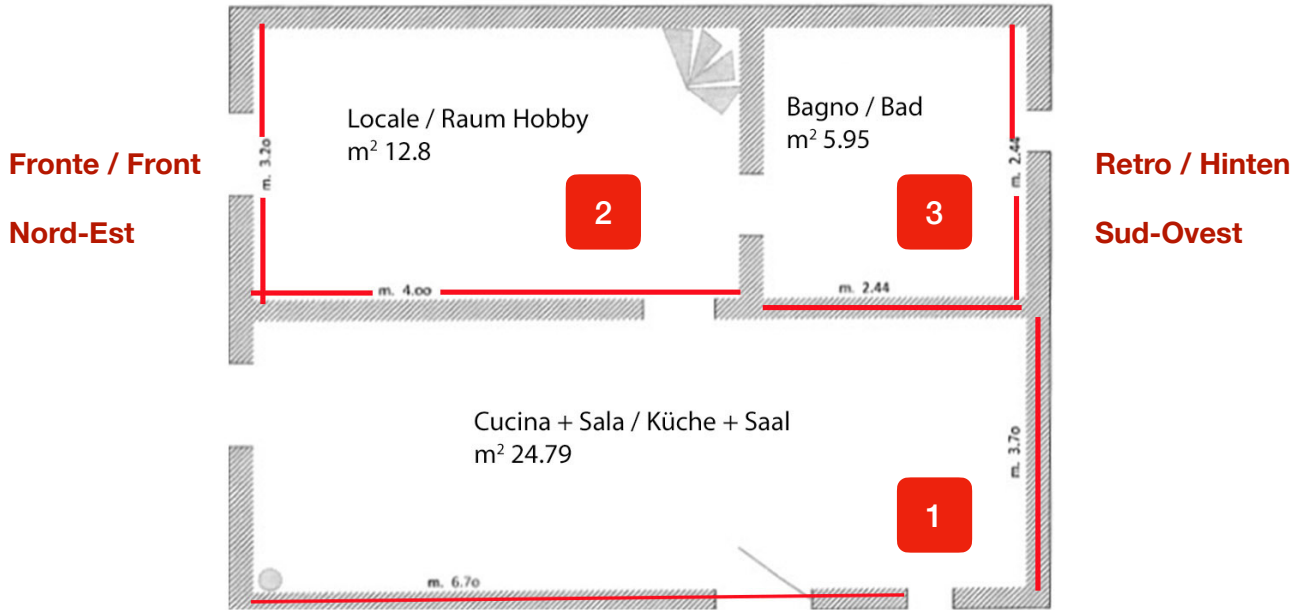 Locale / Raum Hobby
m² 12.8
Bagno / Bad
m² 5.95
Fronte / Front
Nord-Est
m. 3.20
2
3
m. 2.44
Retro / Hinten
Sud-Ovest
m. 4.00
m. 2.44
Cucina + Sala / Küche + Saal
m² 24.79
m. 3.70
1
m. 6.70